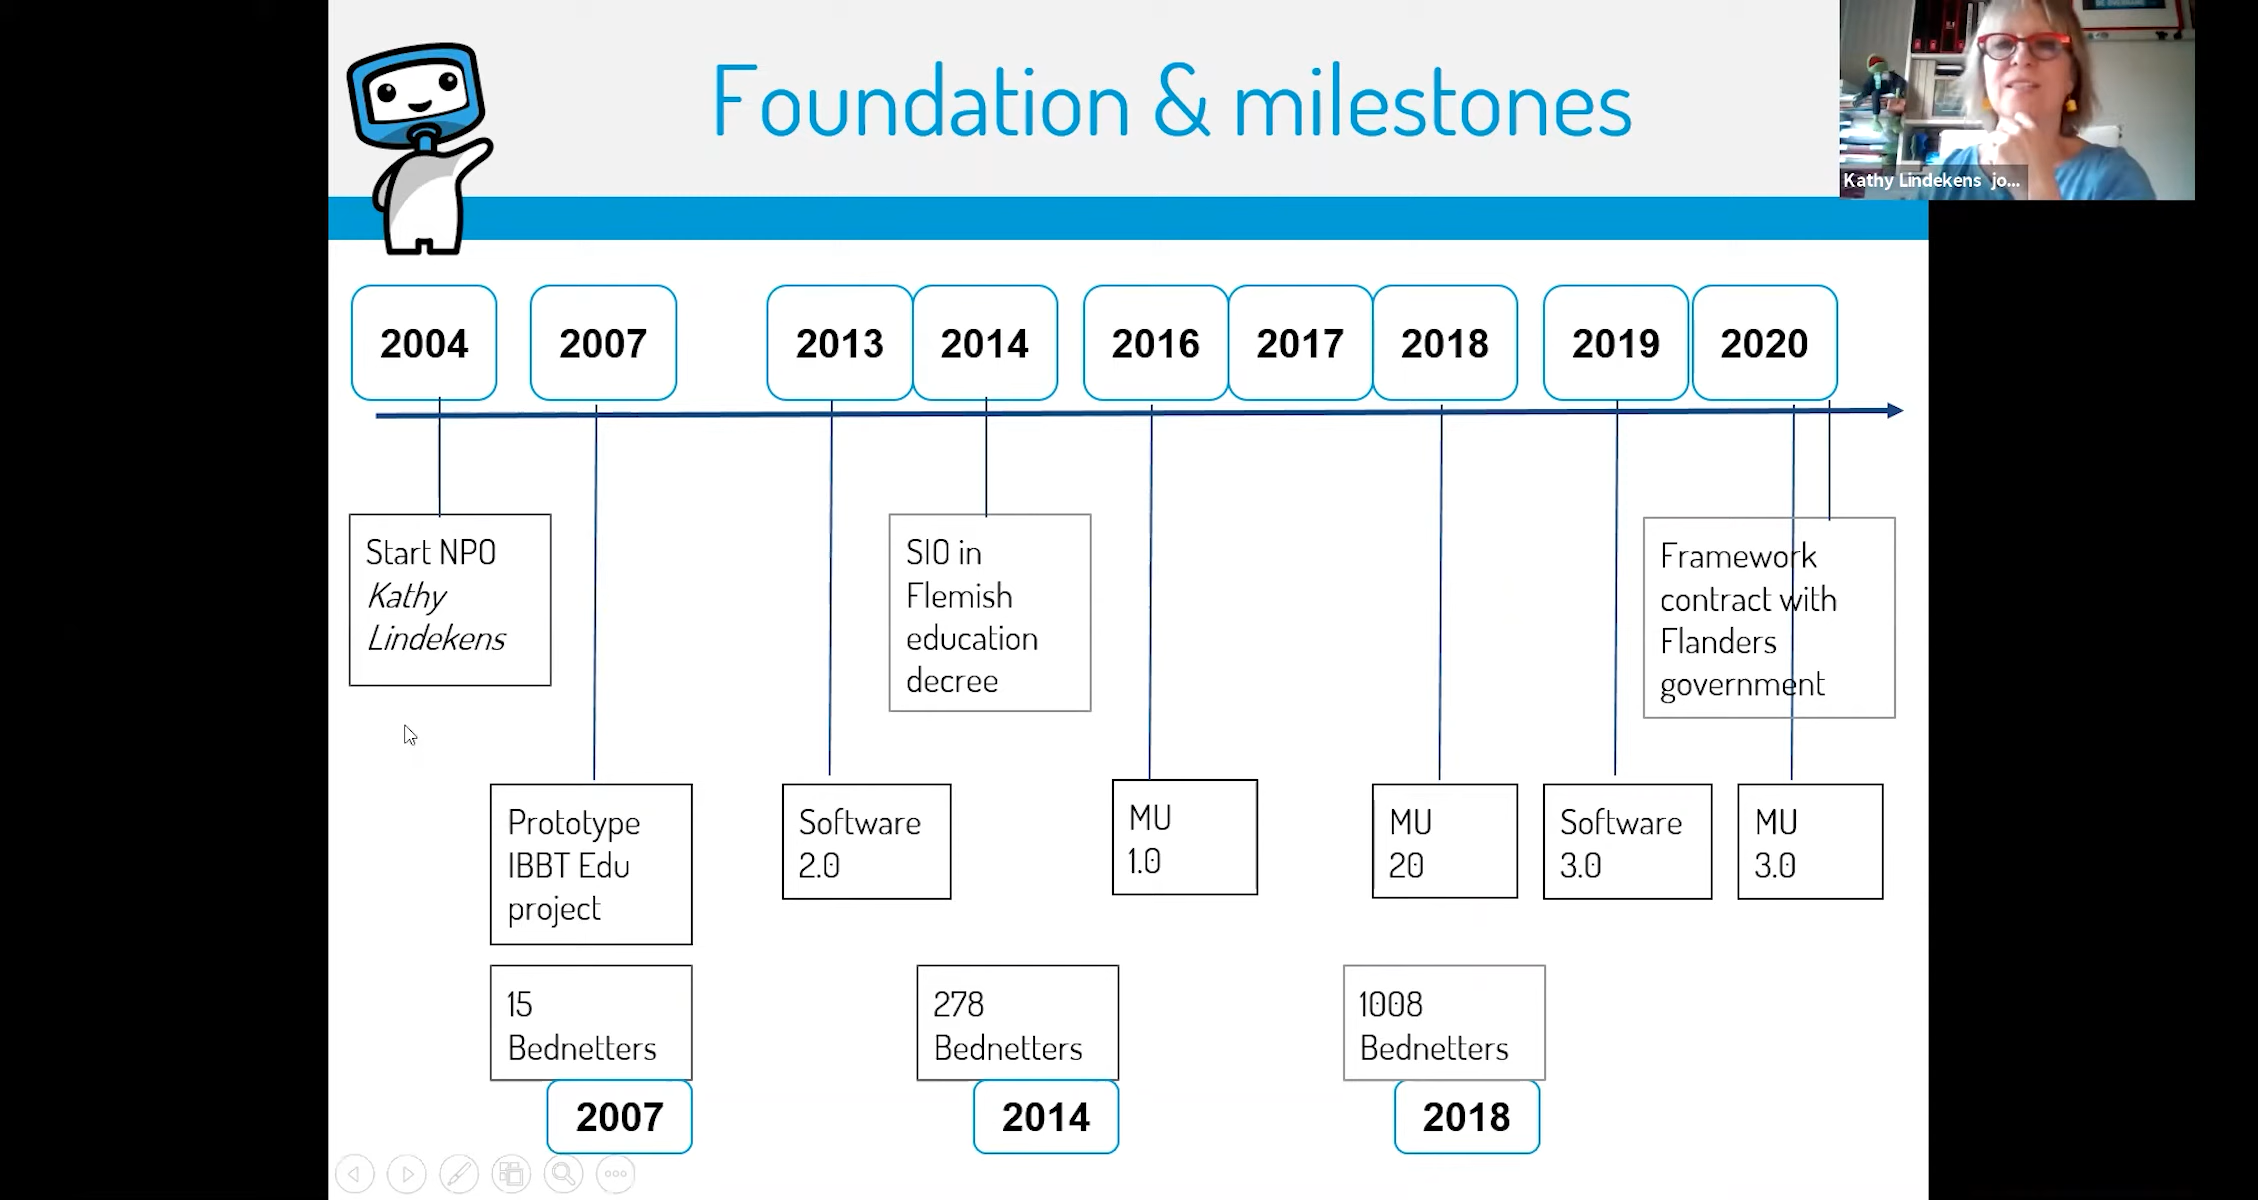 Foundation & milestones
Kathy Lindekens jo...
2004
2007
2013
2014
2016
2017
2018
2019
2020
Start NPO
Kathy
Lindekens
SIO in
Flemish
education
decree
Framework
contract with
Flanders
government
Prototype
IBBT Edu
project
Software
2.0
MU
1.0
MU
20
Software
3.0
MU
3.0
15
Bednetters
278
Bednetters
1008
Bednetters
2007
2014
2018